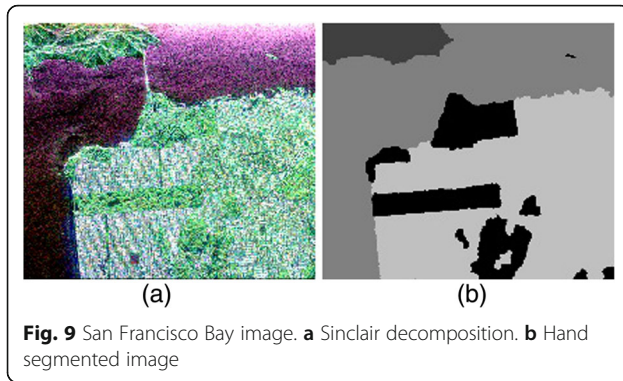 (a) (b)
Fig. 9 San Francisco Bay image. a Sinclair decomposition. b Hand
segmented image